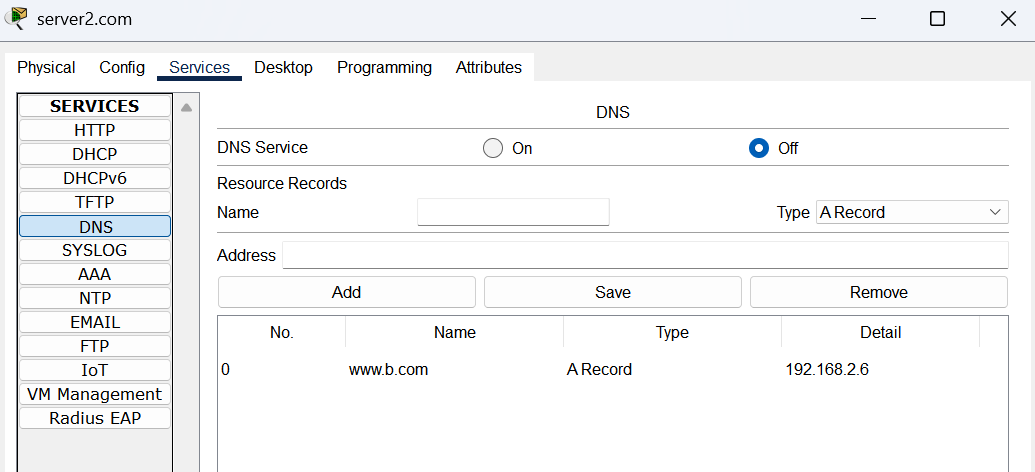 server2.com
Physical Config Services Desktop Programming Attributes
SERVICES
HTTP
DHCP
DHCPv6
TFTP
DNS
SYSLOG
AAA
NTP
EMAIL
FTP
IoT
VM Management
Radius EAP
DNS
DNS Service On Off
Resource Records
Name Type A Record
Address
Add Save Remove
No. Name Type Detail
0 www.b.com A Record 192.168.2.6